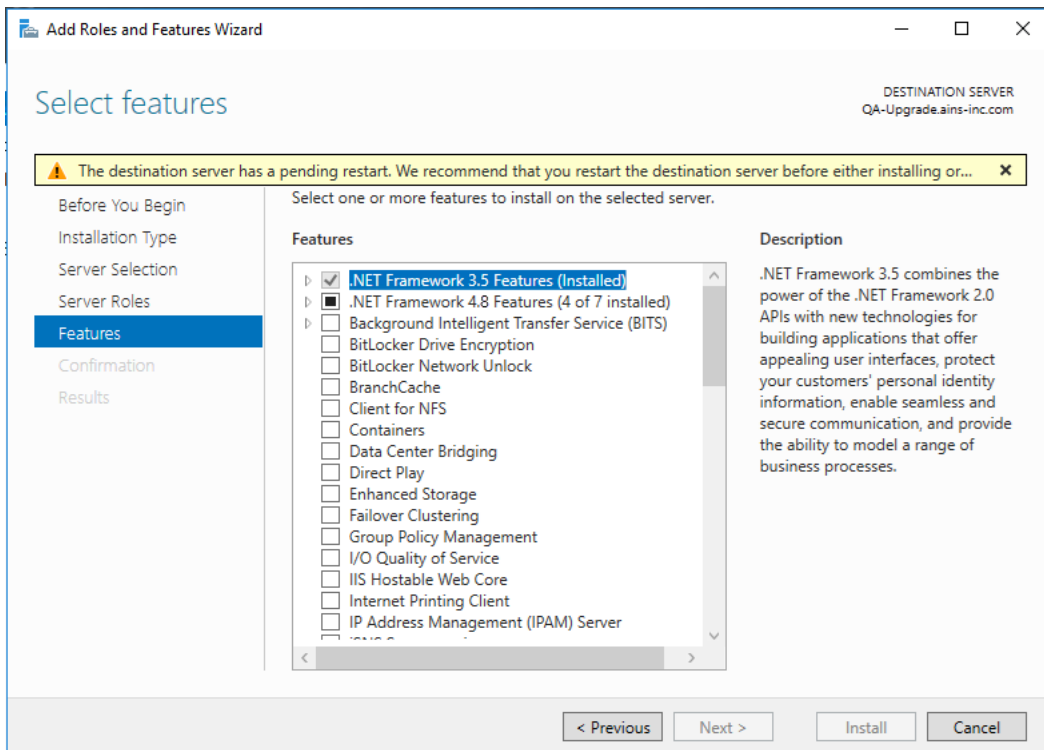 Add Roles and Features Wizard
Select features
DESTINATION SERVER
QA-Upgrade.ains-inc.com
The destination server has a pending restart. We recommend that you restart the destination server before either installing or...
Before You Begin
Installation Type
Server Selection
Server Roles
Features
Confirmation
Results
Select one or more features to install on the selected server.
Features
.NET Framework 3.5 Features (Installed)
.NET Framework 4.8 Features (4 of 7 installed)
Background Intelligent Transfer Service (BITS)
BitLocker Drive Encryption
BitLocker Network Unlock
BranchCache
Client for NFS
Containers
Data Center Bridging
Direct Play
Enhanced Storage
Failover Clustering
Group Policy Management
I/O Quality of Service
IIS Hostable Web Core
Internet Printing Client
IP Address Management (IPAM) Server
Description
.NET Framework 3.5 combines the
power of the .NET Framework 2.0
APIs with new technologies for
building applications that offer
appealing user interfaces, protect
your customers' personal identity
information, enable seamless and
secure communication, and provide
the ability to model a range of
business processes.
< Previous
Next >
Install
Cancel